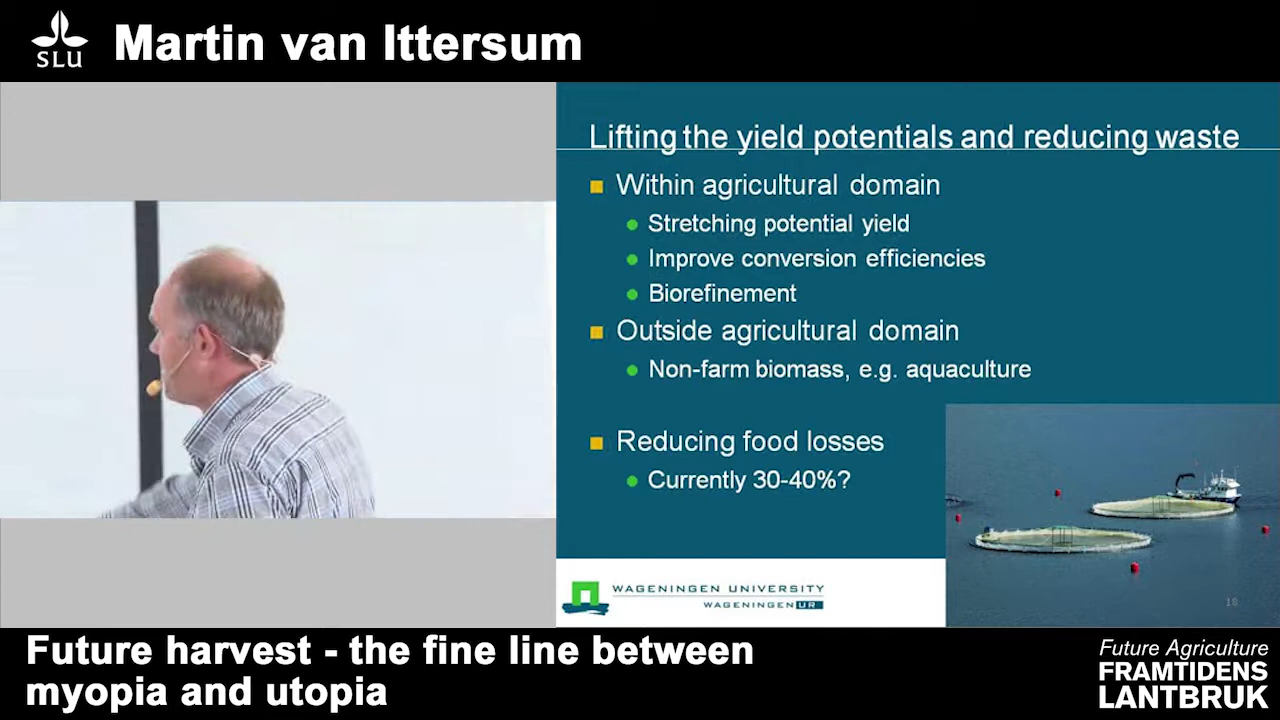 SLU
Martin van Ittersum
Lifting the yield potentials and reducing waste
Within agricultural domain
Stretching potential yield
Improve conversion efficiencies
Biorefinement
Outside agricultural domain
Non-farm biomass, e.g. aquaculture
Reducing food losses
Currently 30-40%?
WAGENINGEN UNIVERSITY
WAGENINGEN UR
18
Future harvest - the fine line between
myopia and utopia
Future Agriculture
FRAMTIDENS
LANTBRUK